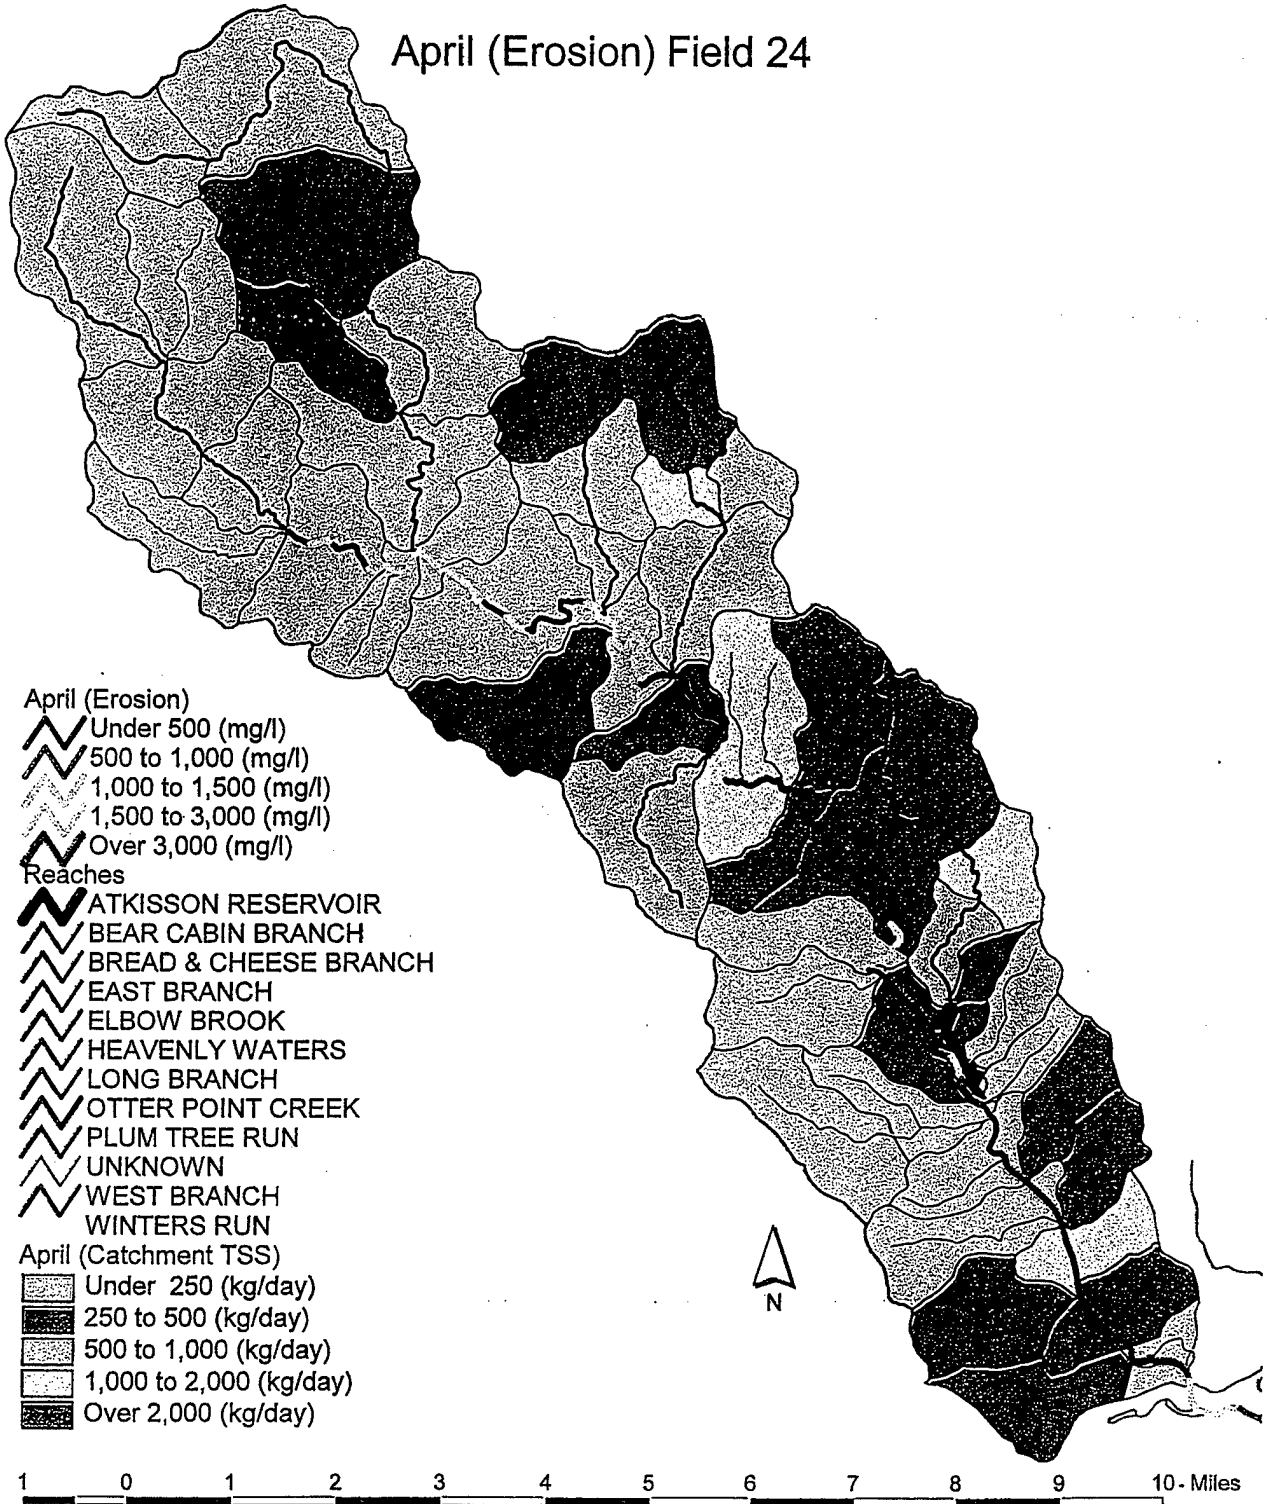 April (Erosion) Field 24
April (Erosion)
Under 500 (mg/l)
500 to 1,000 (mg/l)
1,000 to 1,500 (mg/l)
1,500 to 3,000 (mg/l)
Over 3,000 (mg/l)
Reaches
ATKISSON RESERVOIR
BEAR CABIN BRANCH
BREAD & CHEESE BRANCH
EAST BRANCH
ELBOW BROOK
HEAVENLY WATERS
LONG BRANCH
OTTER POINT CREEK
PLUM TREE RUN
UNKNOWN
WEST BRANCH
WINTERS RUN
April (Catchment TSS)
Under 250 (kg/day)
250 to 500 (kg/day)
500 to 1,000 (kg/day)
1,000 to 2,000 (kg/day)
Over 2,000 (kg/day)
N
1 0 1 2 3 4 5 6 7 8 9 10 Miles